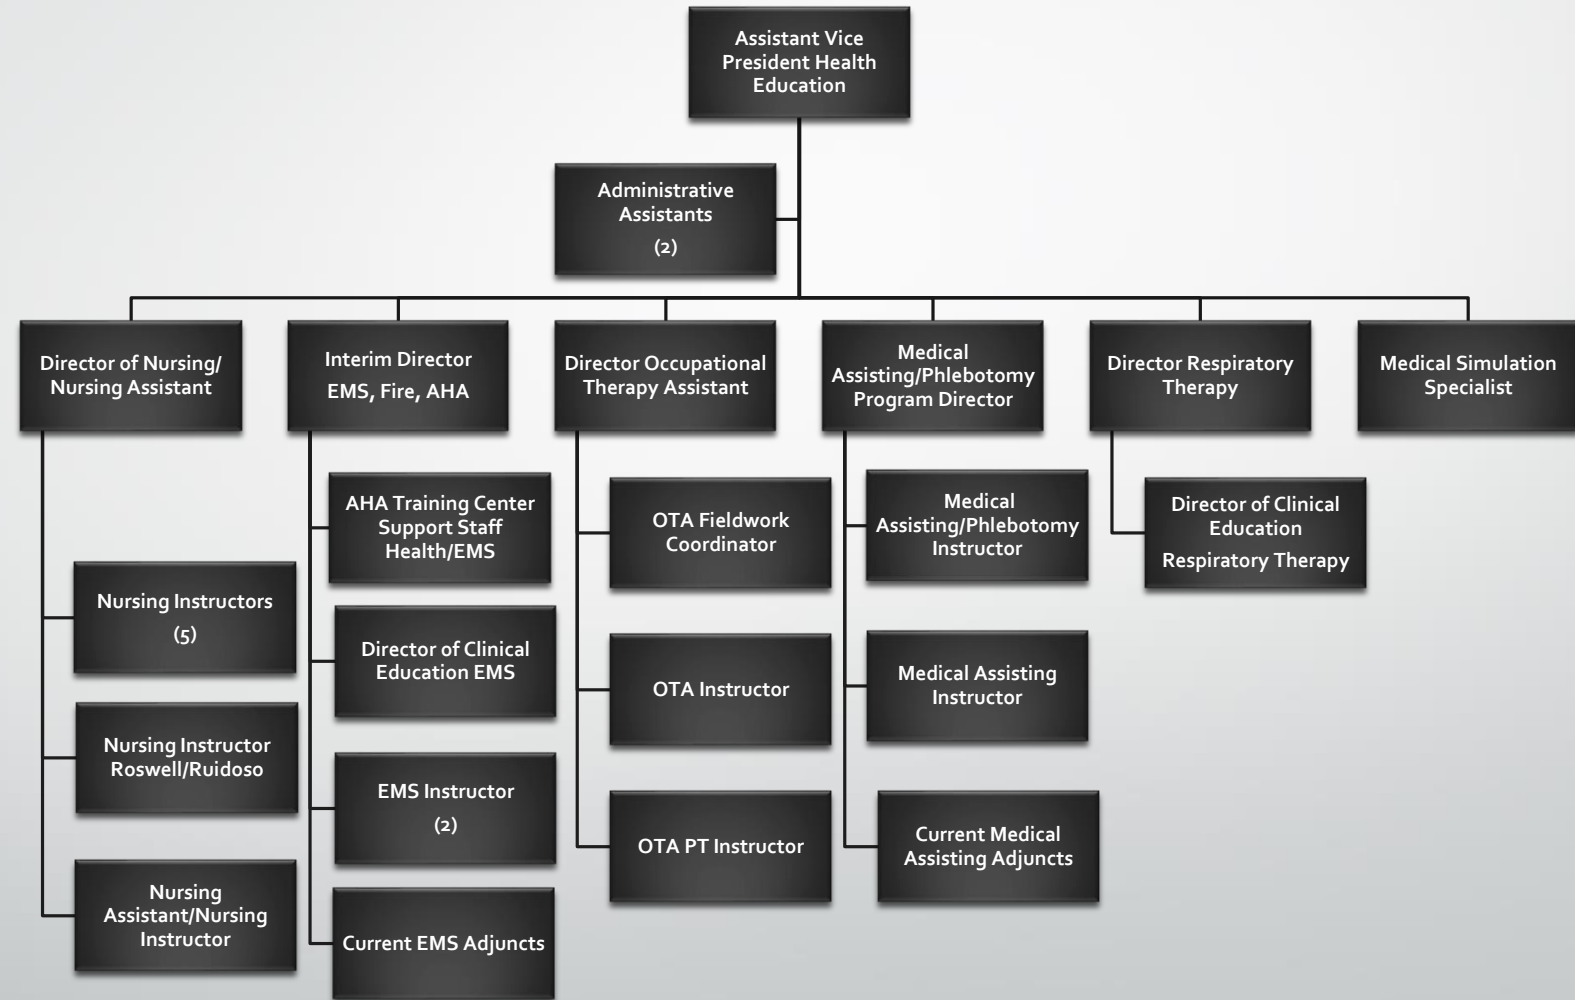 Assistant Vice
President Health
Education
Administrative
Assistants
(2)
Director of Nursing/
Nursing Assistant
Interim Director
EMS, Fire, AHA
Director Occupational
Therapy Assistant
Medical
Assisting/Phlebotomy
Program Director
Director Respiratory
Therapy
Medical Simulation
Specialist
Nursing Instructors
(5)
Nursing Instructor
Roswell/Ruidoso
Nursing
Assistant/Nursing
Instructor
AHA Training Center
Support Staff
Health/EMS
Director of Clinical
Education EMS
EMS Instructor
(2)
Current EMS Adjuncts
OTA Fieldwork
Coordinator
OTA Instructor
OTA PT Instructor
Medical
Assisting/Phlebotomy
Instructor
Medical Assisting
Instructor
Current Medical
Assisting Adjuncts
Director of Clinical
Education
Respiratory Therapy